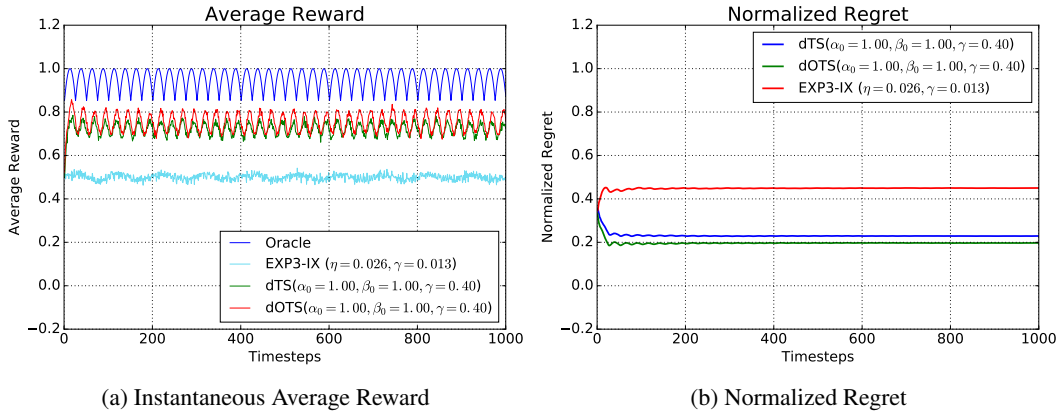 Average Reward
1.2
1.0
0.8
0.6
0.4
0.2
0.0
−0.2
Average Reward
Oracle
EXP3-IX (η = 0.026, γ = 0.013)
dTS(α₀ = 1.00, β₀ = 1.00, γ = 0.40)
dOTS(α₀ = 1.00, β₀ = 1.00, γ = 0.40)
0 200 400 600 800 1000
Timesteps
(a) Instantaneous Average Reward
Normalized Regret
1.2
1.0
0.8
0.6
0.4
0.2
0.0
−0.2
Normalized Regret
dTS(α₀ = 1.00, β₀ = 1.00, γ = 0.40)
dOTS(α₀ = 1.00, β₀ = 1.00, γ = 0.40)
EXP3-IX (η = 0.026, γ = 0.013)
0 200 400 600 800 1000
Timesteps
(b) Normalized Regret